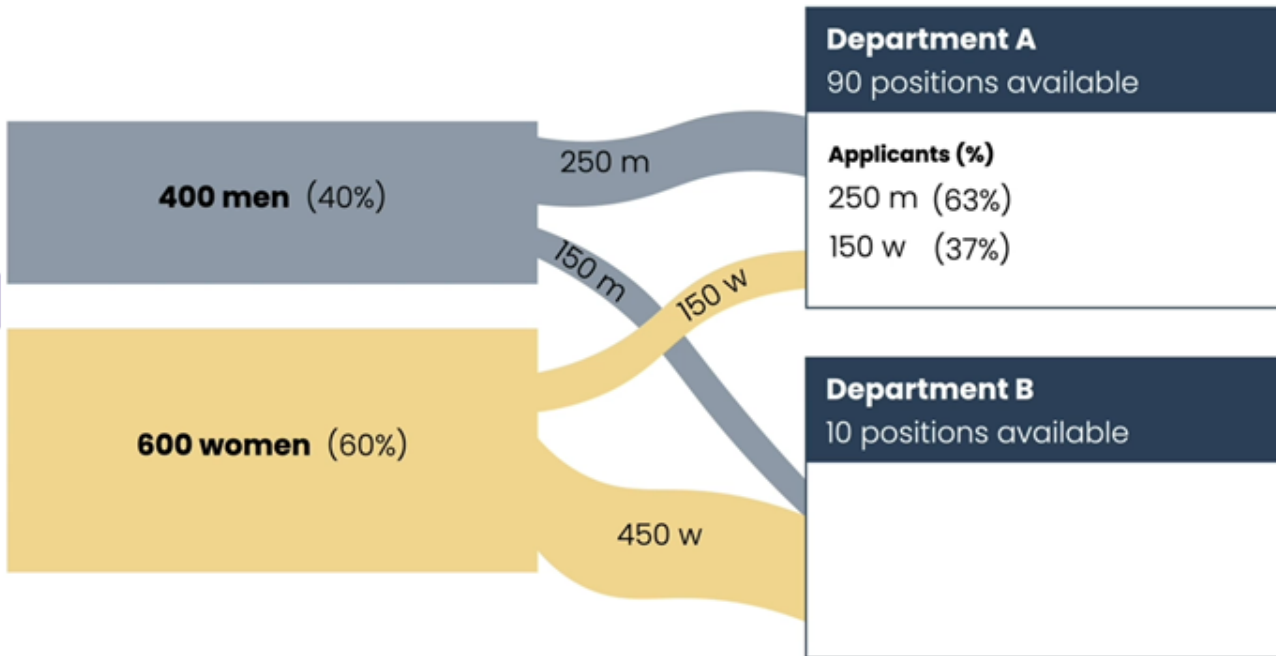 400 men (40%)
600 women (60%)
250 m
150 m
150 w
450 w
Department A
90 positions available
Applicants (%)
250 m (63%)
150 w (37%)
Department B
10 positions available